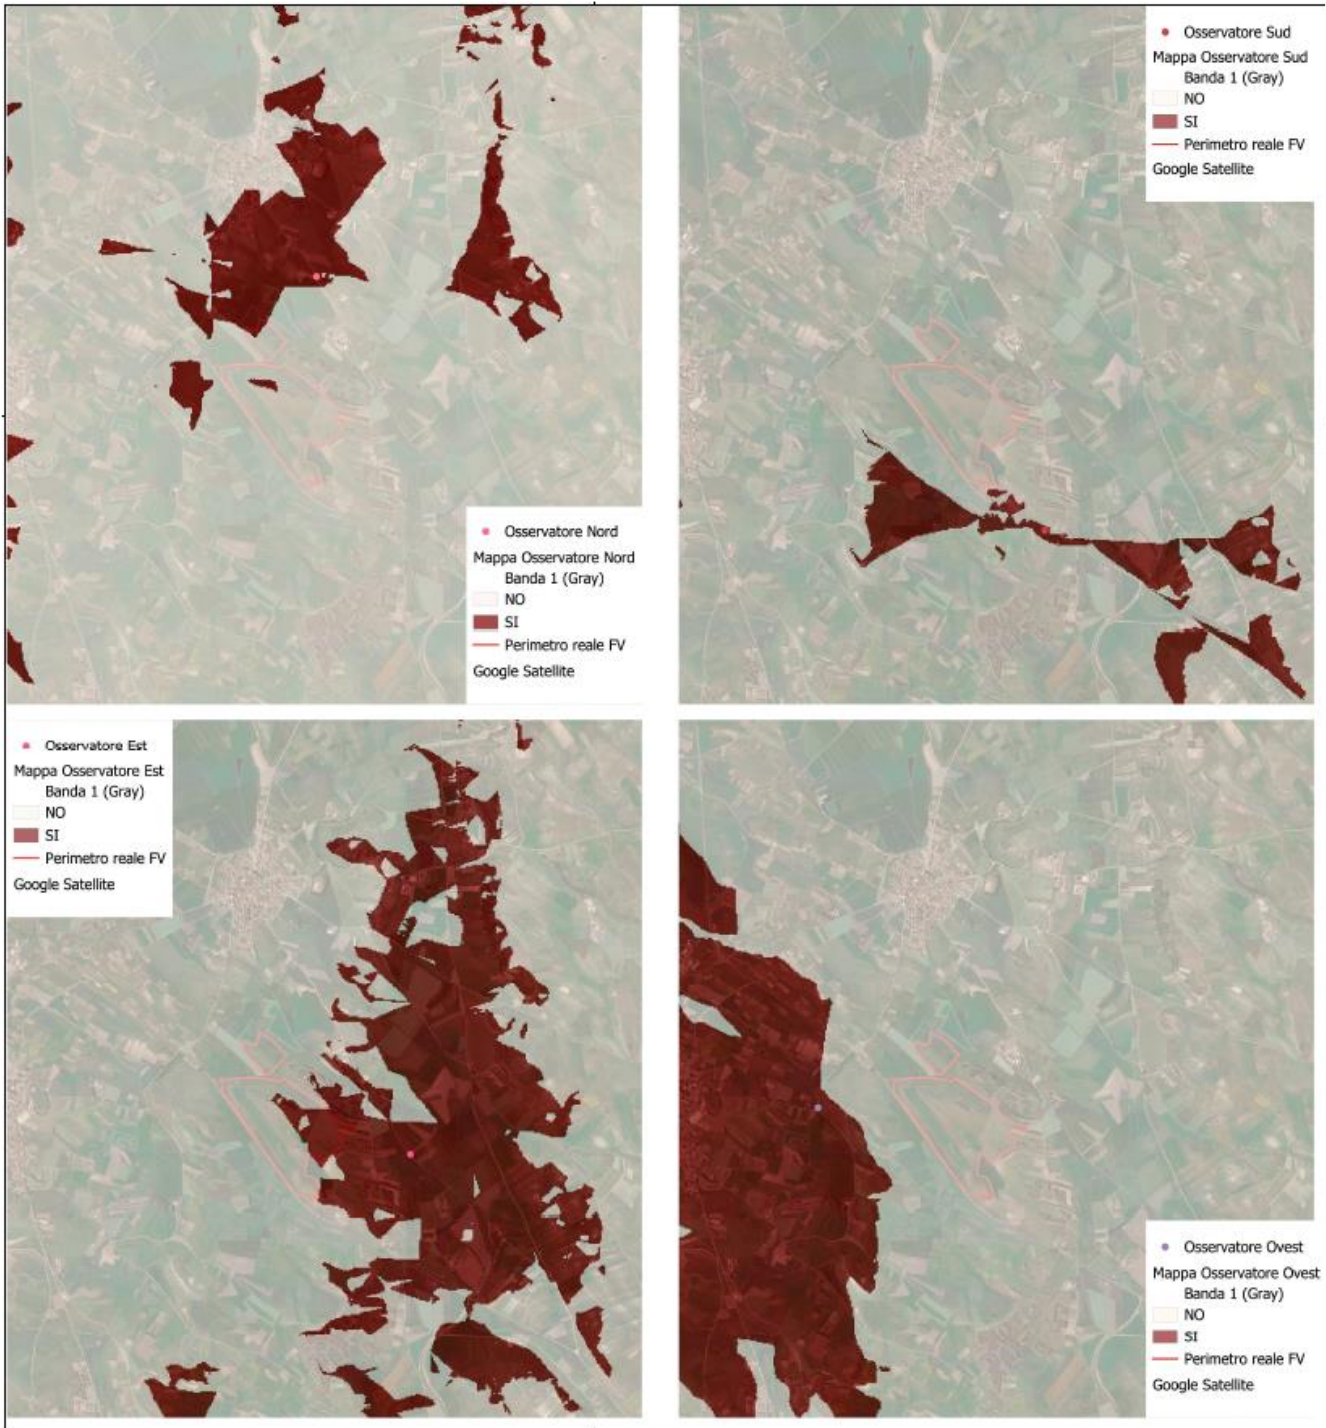 Osservatore Nord
Mappa Osservatore Nord
Banda 1 (Gray)
NO
SI
Perimetro reale FV
Google Satellite
Osservatore Sud
Mappa Osservatore Sud
Banda 1 (Gray)
NO
SI
Perimetro reale FV
Google Satellite
Osservatore Est
Mappa Osservatore Est
Banda 1 (Gray)
NO
SI
Perimetro reale FV
Google Satellite
Osservatore Ovest
Mappa Osservatore Ovest
Banda 1 (Gray)
NO
SI
Perimetro reale FV
Google Satellite